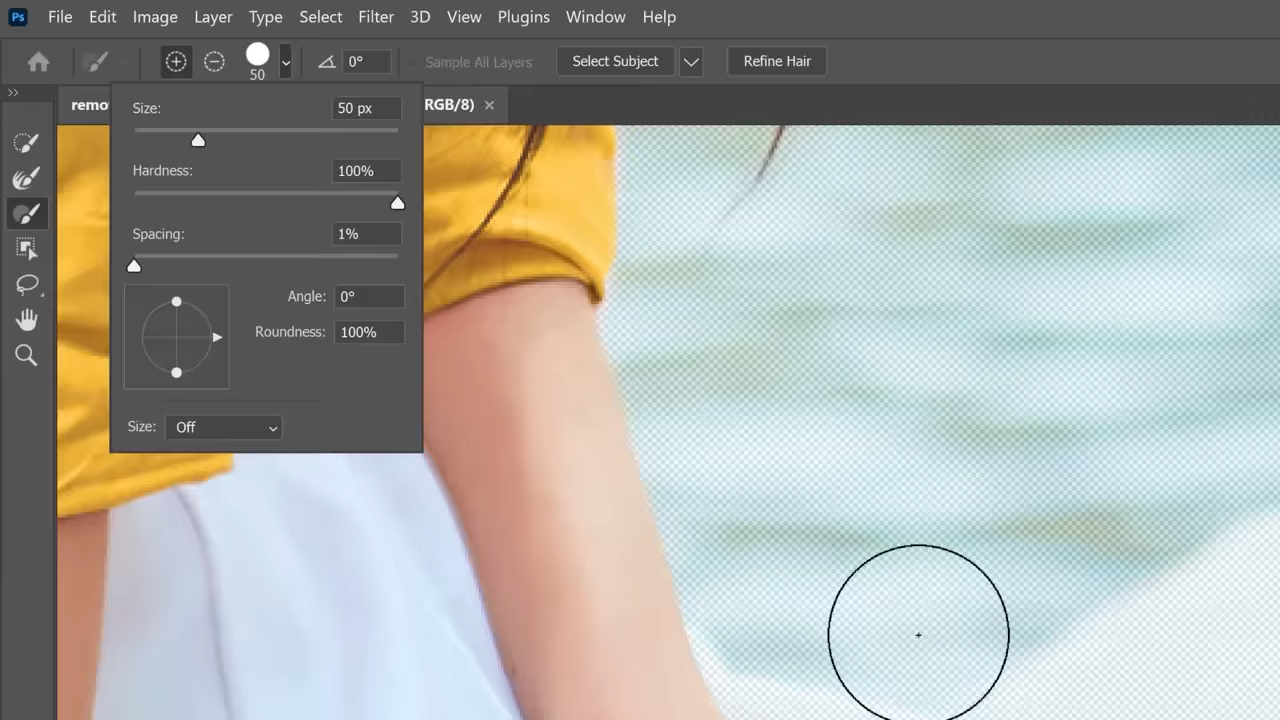 Ps File Edit Image Layer Type Select Filter 3D View Plugins Window Help
50 0° Sample All Layers Select Subject Refine Hair
remo RGB/8) ×
Size: 50 px
Hardness: 100%
Spacing: 1%
Angle: 0°
Roundness: 100%
Size: Off